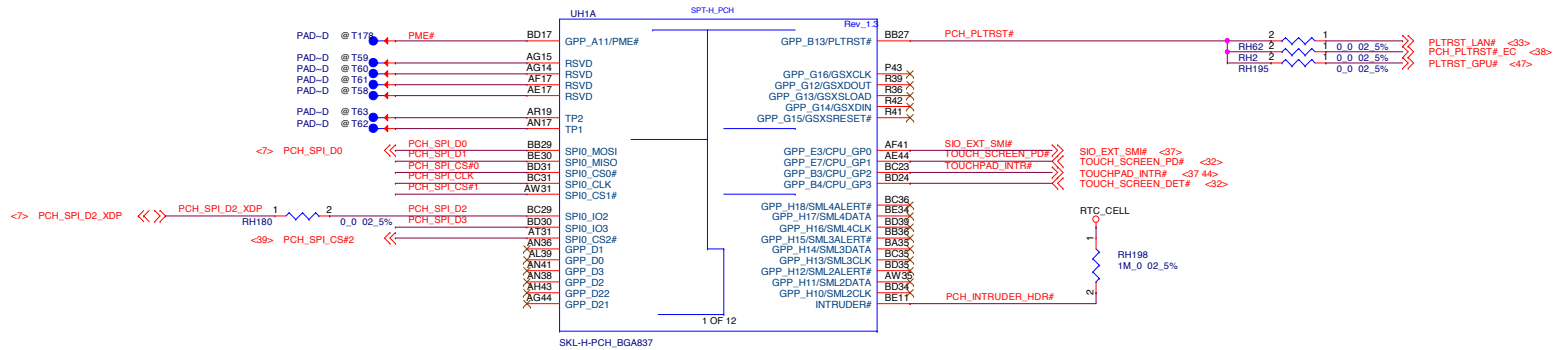 UH1A
SPT-H_PCH
Rev_1.3
PAD~D @ T178 PME# BD17 GPP_A11/PME#
PAD~D @ T59 AG15 RSVD
PAD~D @ T60 AG14 RSVD
PAD~D @ T61 AF17 RSVD
PAD~D @ T58 AE17 RSVD
PAD~D @ T63 AR19 TP2
PAD~D @ T62 AN17 TP1
<7> PCH_SPI_D0 PCH_SPI_D0 BB29 SPI0_MOSI
PCH_SPI_D1 BE30 SPI0_MISO
PCH_SPI_CS#0 BD31 SPI0_CS0#
PCH_SPI_CLK BC31 SPI0_CLK
PCH_SPI_CS#1 AW31 SPI0_CS1#
<7> PCH_SPI_D2_XDP PCH_SPI_D2_XDP 1 2 PCH_SPI_D2 BC29 SPI0_IO2
RH180 0_0 02_5% PCH_SPI_D3 BD30 SPI0_IO3
<39> PCH_SPI_CS#2 AT31 SPI0_CS2#
AN36 GPP_D1
AL39 GPP_D0
AN41 GPP_D3
AN38 GPP_D2
AH43 GPP_D22
AG44 GPP_D21
GPP_B13/PLTRST# BB27 PCH_PLTRST# 2 1 PLTRST_LAN# <33>
RH62 2 1 0_0 02_5% PCH_PLTRST#_EC <38>
RH2 2 1 0_0 02_5% PLTRST_GPU# <47>
RH195 0_0 02_5%
GPP_G16/GSXCLK P43
GPP_G12/GSXDOUT R39
GPP_G13/GSXSLOAD R36
GPP_G14/GSXDIN R42
GPP_G15/GSXSRESET# R41
GPP_E3/CPU_GP0 AF41 SIO_EXT_SMI# SIO_EXT_SMI# <37>
GPP_E7/CPU_GP1 AE44 TOUCH_SCREEN_PD# TOUCH_SCREEN_PD# <32>
GPP_B3/CPU_GP2 BC23 TOUCHPAD_INTR# TOUCHPAD_INTR# <37 44>
GPP_B4/CPU_GP3 BD24 TOUCH_SCREEN_DET# <32>
GPP_H18/SML4ALERT# BC36
GPP_H17/SML4DATA BE34
GPP_H16/SML4CLK BD39
GPP_H15/SML3ALERT# BB36
GPP_H14/SML3DATA BA35
GPP_H13/SML3CLK BC35
GPP_H12/SML2ALERT# BD35
GPP_H11/SML2DATA AW35
GPP_H10/SML2CLK BD34
INTRUDER# BE11 PCH_INTRUDER_HDR#
RTC_CELL
1
RH198
1M_0 02_5%
2
1 OF 12
SKL-H-PCH_BGA837